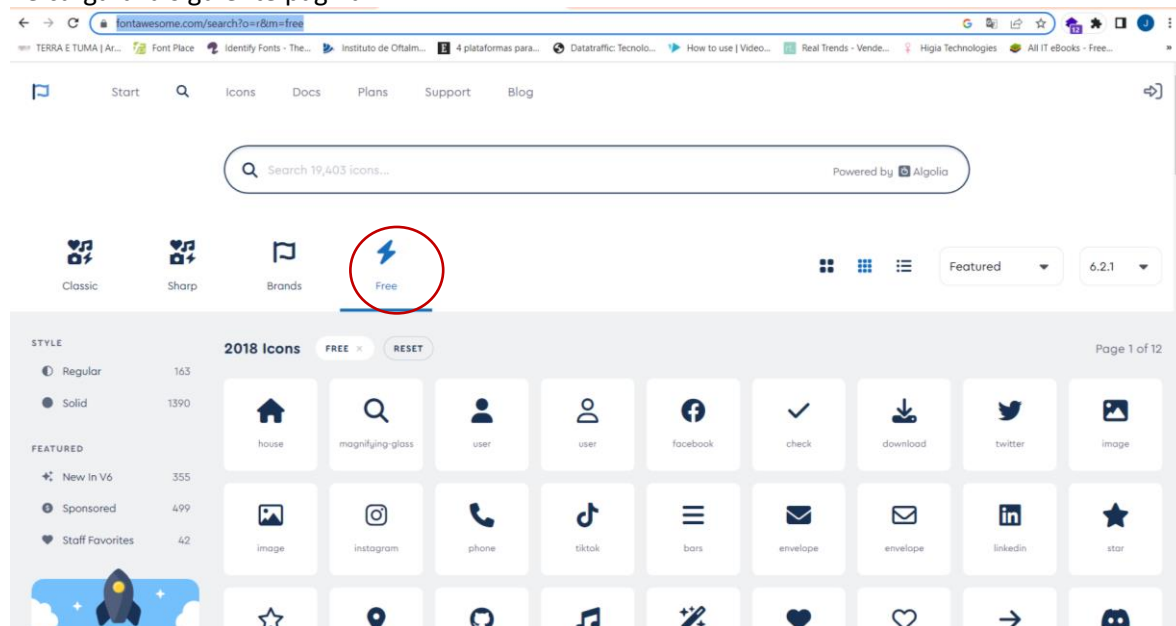 fontawesome.com/search?o=r&m=free
TERRA E TUMA | Ar... Font Place Identify Fonts - The... Instituto de Oftalm... 4 plataformas para... Datatraffic: Tecnolo... How to use | Video... Real Trends - Vende... Higia Technologies All IT eBooks - Free... »
Start Icons Docs Plans Support Blog
Search 19,403 icons... Powered by Algolia
Classic Sharp Brands Free Featured 6.2.1
STYLE
2018 Icons FREE × RESET Page 1 of 12
Regular 163
Solid 1390
house magnifying-glass user user facebook check download twitter image
FEATURED
New In V6 355
Sponsored 499
Staff Favorites 42
image instagram phone tiktok bars envelope envelope linkedin star